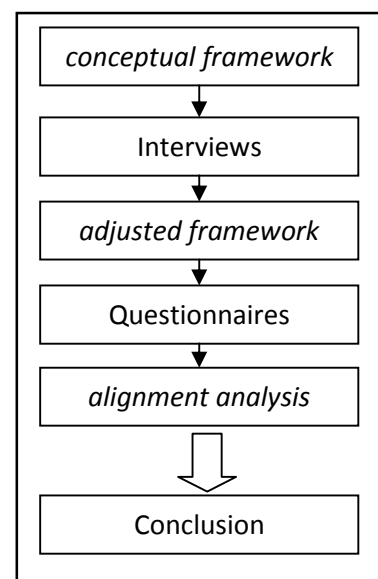 conceptual framework
Interviews
adjusted framework
Questionnaires
alignment analysis
Conclusion